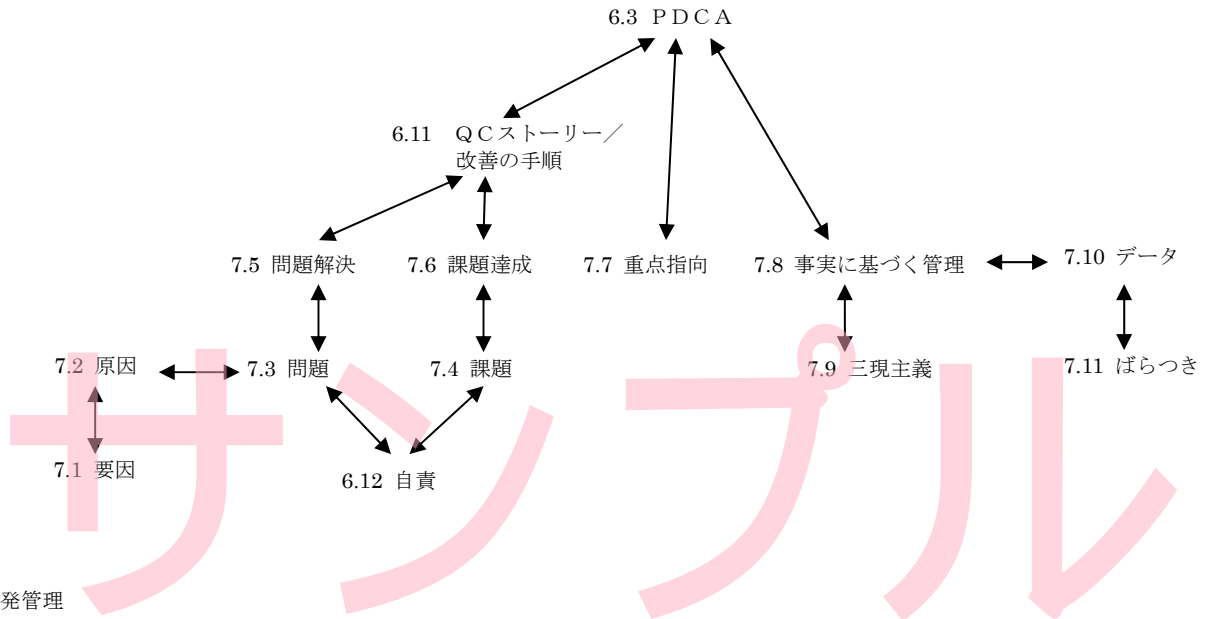 6.3 ＰＤＣＡ
6.11 ＱＣストーリー／
改善の手順
7.5 問題解決
7.6 課題達成
7.7 重点指向
7.8 事実に基づく管理
7.10 データ
7.2 原因
7.3 問題
7.4 課題
7.9 三現主義
7.11 ばらつき
7.1 要因
6.12 自責
サンプル
発管理